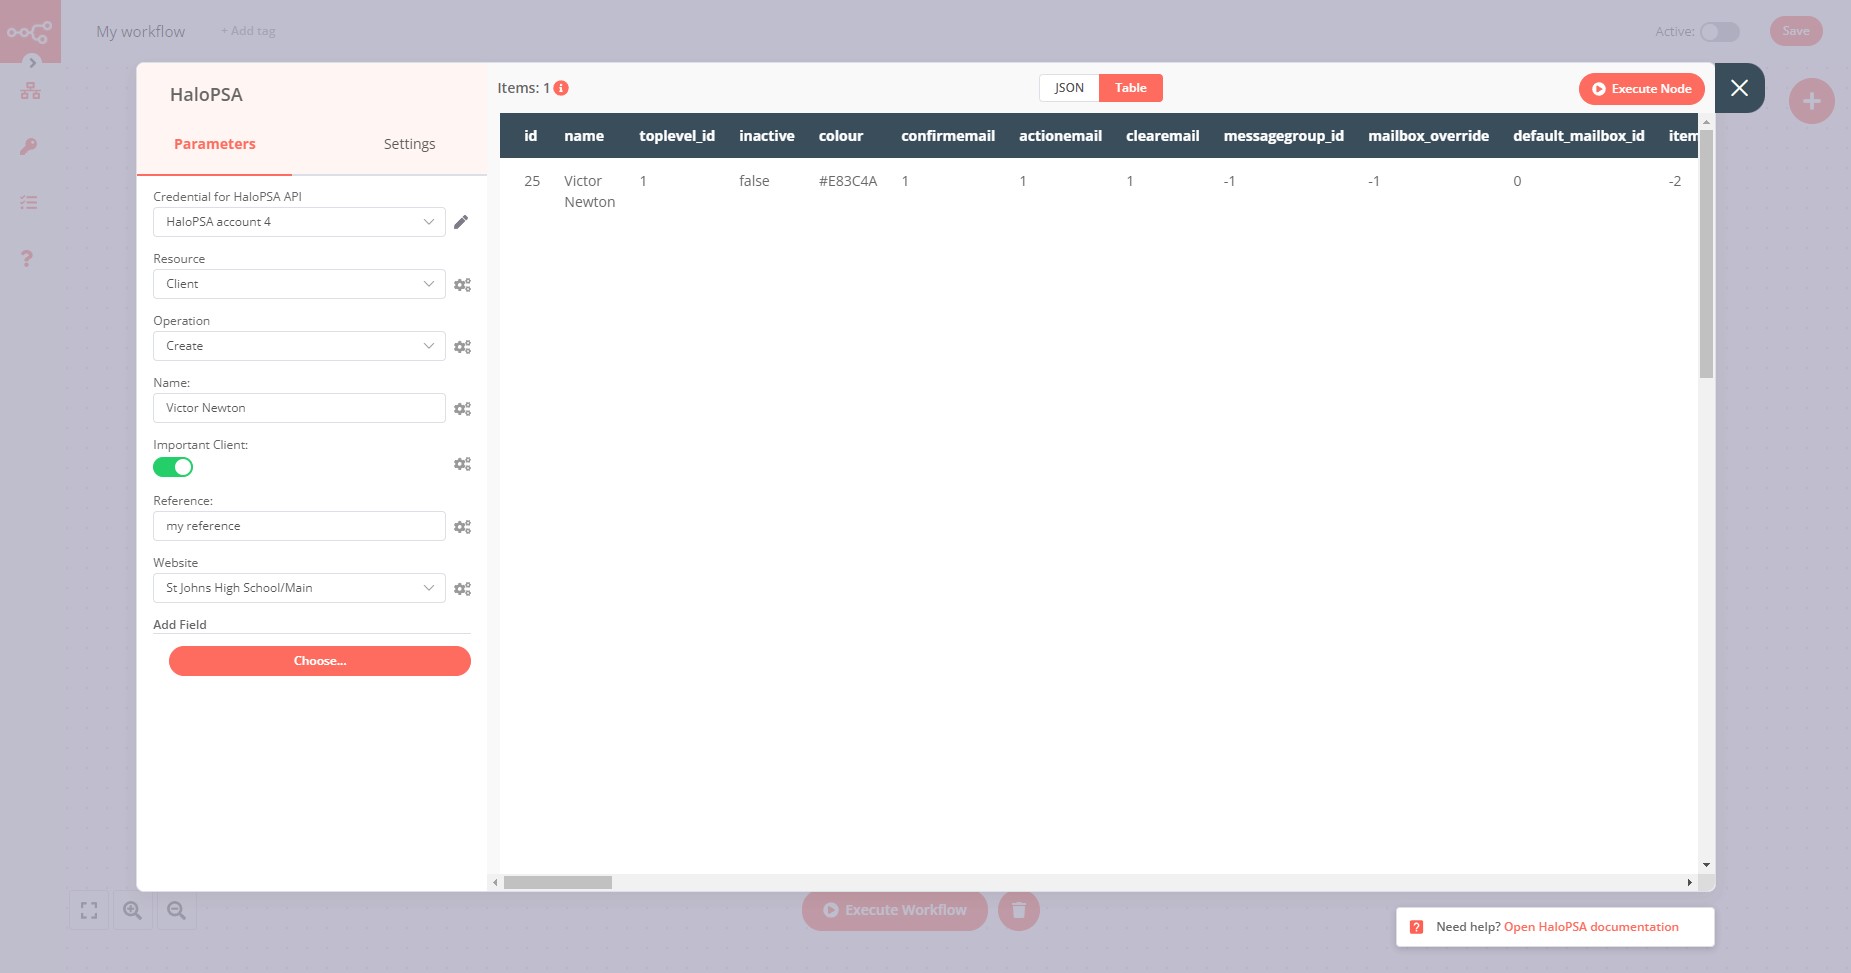 My workflow
+ Add tag
Active:
Save
HaloPSA
Items: 1
JSON
Table
Execute Node
Parameters
Settings
id name toplevel_id inactive colour confirmemail actionemail clearemail messagegroup_id mailbox_override default_mailbox_id item
25 Victor Newton 1 false #E83C4A 1 1 1 -1 -1 0 -2
Credential for HaloPSA API
HaloPSA account 4
Resource
Client
Operation
Create
Name:
Victor Newton
Important Client:
Reference:
my reference
Website
St Johns High School/Main
Add Field
Choose...
Execute Workflow
Need help? Open HaloPSA documentation